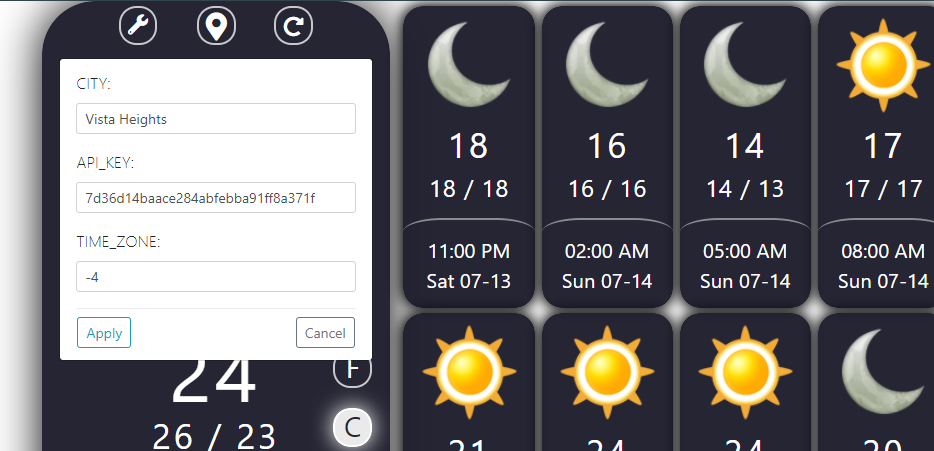 CITY:
Vista Heights
API_KEY:
7d36d14baace284abfebba91ff8a371f
TIME_ZONE:
-4
Apply Cancel
24
F
26 / 23
C
18 16 14 17
18 / 18 16 / 16 14 / 13 17 / 17
11:00 PM 02:00 AM 05:00 AM 08:00 AM
Sat 07-13 Sun 07-14 Sun 07-14 Sun 07-14
21 24 24 20